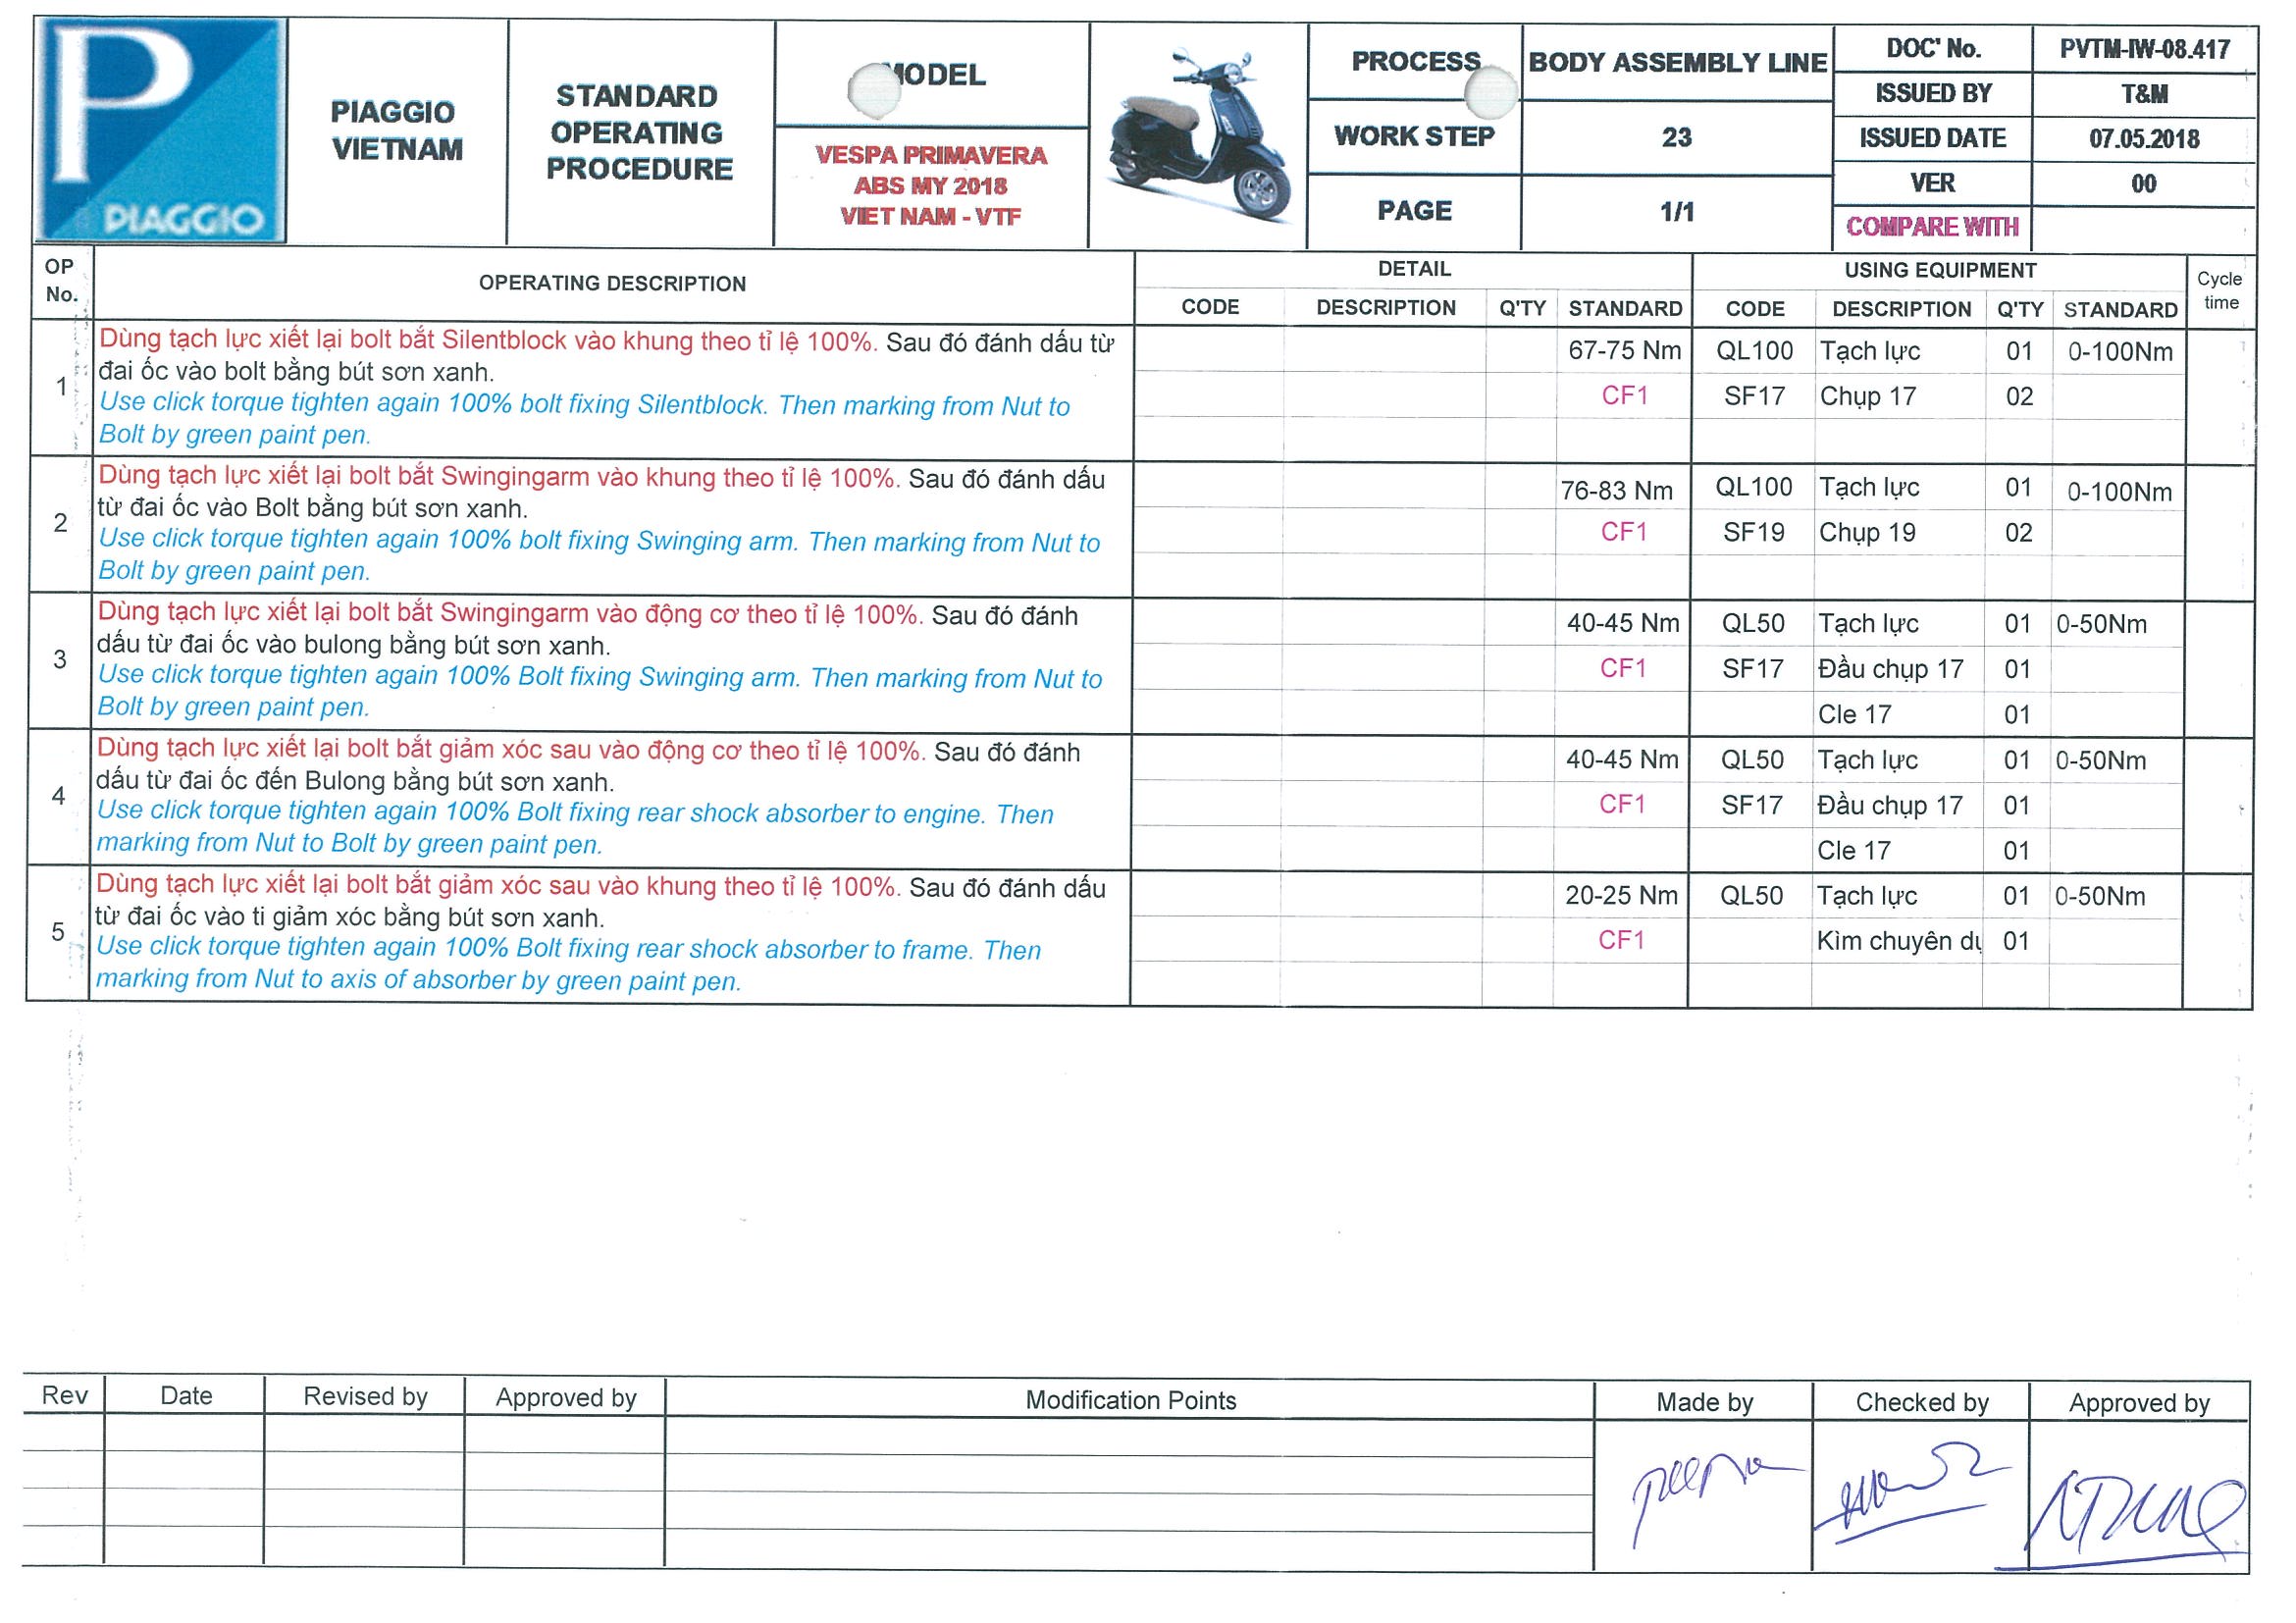 PIAGGIO
PIAGGIO
VIETNAM
STANDARD
OPERATING
PROCEDURE
MODEL
VESPA PRIMAVERA
ABS MY 2018
VIET NAM - VTF
PROCESS
BODY ASSEMBLY LINE
WORK STEP
23
PAGE
1/1
DOC' No.
PVTM-IW-08.417
ISSUED BY
T&M
ISSUED DATE
07.05.2018
VER
00
COMPARE WITH
OP
No.
OPERATING DESCRIPTION
DETAIL
USING EQUIPMENT
Cycle
time
CODE DESCRIPTION Q'TY STANDARD CODE DESCRIPTION Q'TY STANDARD
1
Dùng tạch lực xiết lại bolt bắt Silentblock vào khung theo tỉ lệ 100%. Sau đó đánh dấu từ
đai ốc vào bolt bằng bút sơn xanh.
Use click torque tighten again 100% bolt fixing Silentblock. Then marking from Nut to
Bolt by green paint pen.
67-75 Nm QL100 Tạch lực 01 0-100Nm
CF1 SF17 Chụp 17 02
2
Dùng tạch lực xiết lại bolt bắt Swingingarm vào khung theo tỉ lệ 100%. Sau đó đánh dấu
từ đai ốc vào Bolt bằng bút sơn xanh.
Use click torque tighten again 100% bolt fixing Swinging arm. Then marking from Nut to
Bolt by green paint pen.
76-83 Nm QL100 Tạch lực 01 0-100Nm
CF1 SF19 Chụp 19 02
3
Dùng tạch lực xiết lại bolt bắt Swingingarm vào động cơ theo tỉ lệ 100%. Sau đó đánh
dấu từ đai ốc vào bulong bằng bút sơn xanh.
Use click torque tighten again 100% Bolt fixing Swinging arm. Then marking from Nut to
Bolt by green paint pen.
40-45 Nm QL50 Tạch lực 01 0-50Nm
CF1 SF17 Đầu chụp 17 01
Cle 17 01
4
Dùng tạch lực xiết lại bolt bắt giảm xóc sau vào động cơ theo tỉ lệ 100%. Sau đó đánh
dấu từ đai ốc đến Bulong bằng bút sơn xanh.
Use click torque tighten again 100% Bolt fixing rear shock absorber to engine. Then
marking from Nut to Bolt by green paint pen.
40-45 Nm QL50 Tạch lực 01 0-50Nm
CF1 SF17 Đầu chụp 17 01
Cle 17 01
5
Dùng tạch lực xiết lại bolt bắt giảm xóc sau vào khung theo tỉ lệ 100%. Sau đó đánh dấu
từ đai ốc vào ti giảm xóc bằng bút sơn xanh.
Use click torque tighten again 100% Bolt fixing rear shock absorber to frame. Then
marking from Nut to axis of absorber by green paint pen.
20-25 Nm QL50 Tạch lực 01 0-50Nm
CF1 Kìm chuyên dụ 01
Rev Date Revised by Approved by Modification Points Made by Checked by Approved by